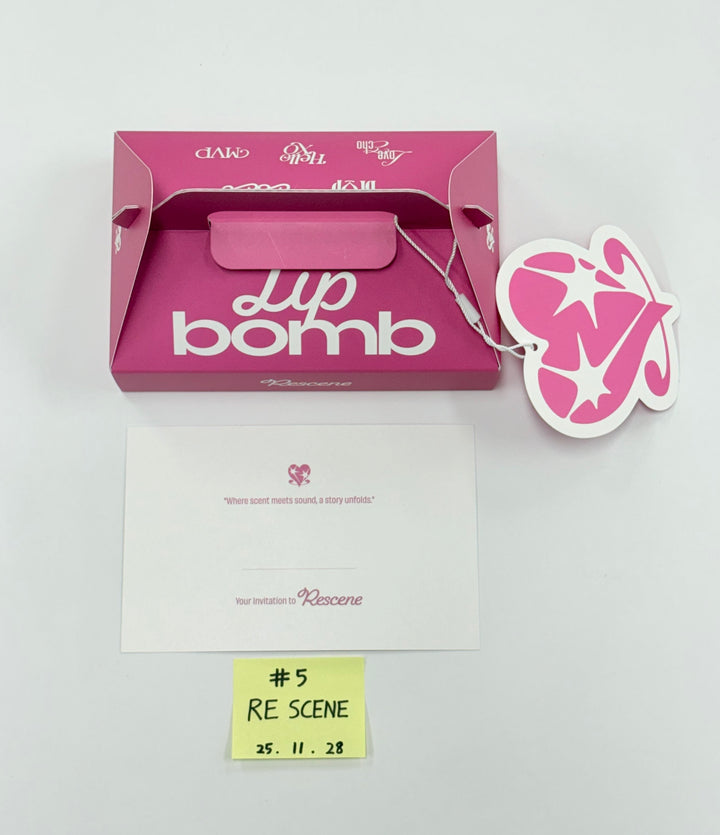 MVP
Hello XO
Love Echo
Lip
bomb
Rescene
"Where scent meets sound, a story unfolds."
Your invitation to Rescene
#5
RE SCENE
25. 11. 28